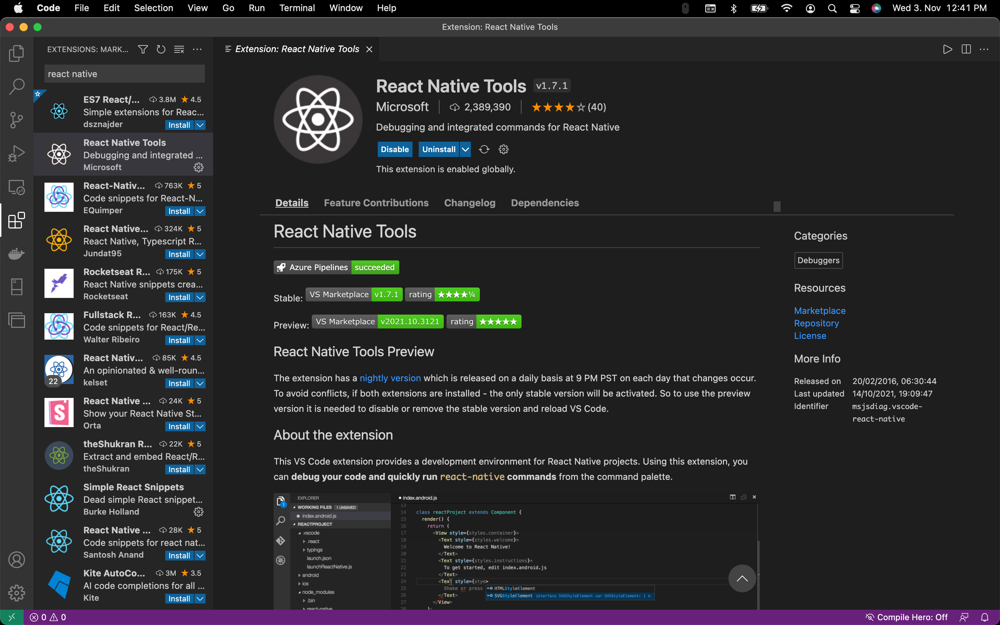 Code File Edit Selection View Go Run Terminal Window Help Wed 3. Nov 12:41 PM
Extension: React Native Tools
EXTENSIONS: MARK...
react native
ES7 React/... 3.8M 4.5
Simple extensions for Reac...
dsznajder Install
React Native Tools
Debugging and integrated ...
Microsoft
React-Nativ... 763K 5
Code snippets for React-N...
EQuimper Install
React Native... 324K 5
React Native, Typescript R...
Jundat95 Install
Rocketseat R... 175K 5
React Native snippets crea...
Rocketseat Install
Fullstack R... 163K 4.5
Code snippets for React/Re...
Walter Ribeiro Install
React Nativ... 85K 4.5
An opinionated & well-roun...
22
kelset Install
React Native ... 24K 5
Show your React Native St...
Orta Install
theShukran R... 22K 5
Extract and embed React/R...
theShukran Install
Simple React Snippets
Dead simple React snippet...
Burke Holland
React Native ... 28K 5
Code snippets for react nat...
Santosh Anand Install
Kite AutoCo... 3M 3.5
AI code completions for all ...
Kite Install
Extension: React Native Tools
React Native Tools v1.7.1
Microsoft 2,389,390 ★★★★☆ (40)
Debugging and integrated commands for React Native
Disable Uninstall
This extension is enabled globally.
Details Feature Contributions Changelog Dependencies
React Native Tools
Azure Pipelines succeeded
Stable: VS Marketplace v1.7.1 rating ★★★★¼
Preview: VS Marketplace v2021.10.3121 rating ★★★★★
React Native Tools Preview
The extension has a nightly version which is released on a daily basis at 9 PM PST on each day that changes occur.
To avoid conflicts, if both extensions are installed - the only stable version will be activated. So to use the preview
version it is needed to disable or remove the stable version and reload VS Code.
About the extension
This VS Code extension provides a development environment for React Native projects. Using this extension, you
can debug your code and quickly run react-native commands from the command palette.
EXPLORER
WORKING FILES 1 UNSAVED
index.android.js
REACTPROJECT
.vscode
.react
typings
launch.json
launchReactNative.js
android
ios
node_modules
.bin
react-native
1
index.android.js
13
14 class reactProject extends Component {
15 render() {
16 return (
17 <View style={styles.container}>
18 <Text style={styles.welcome}>
19 Welcome to React Native!
20 </Text>
21 <Text style={styles.instructions}>
22 To get started, edit index.android.js
23 </Text>
24 <Text style={stye>
25 Shake or press HTMLStyleElement
26 </Text> SVGStyleElement interface SVGStyleElement var SVGStyleElement: { n
27 </View>
28 );
Categories
Debuggers
Resources
Marketplace
Repository
License
More Info
Released on 20/02/2016, 06:30:44
Last updated 14/10/2021, 19:09:47
Identifier msjsdiag.vscode-
react-native
0 0 Compile Hero: Off